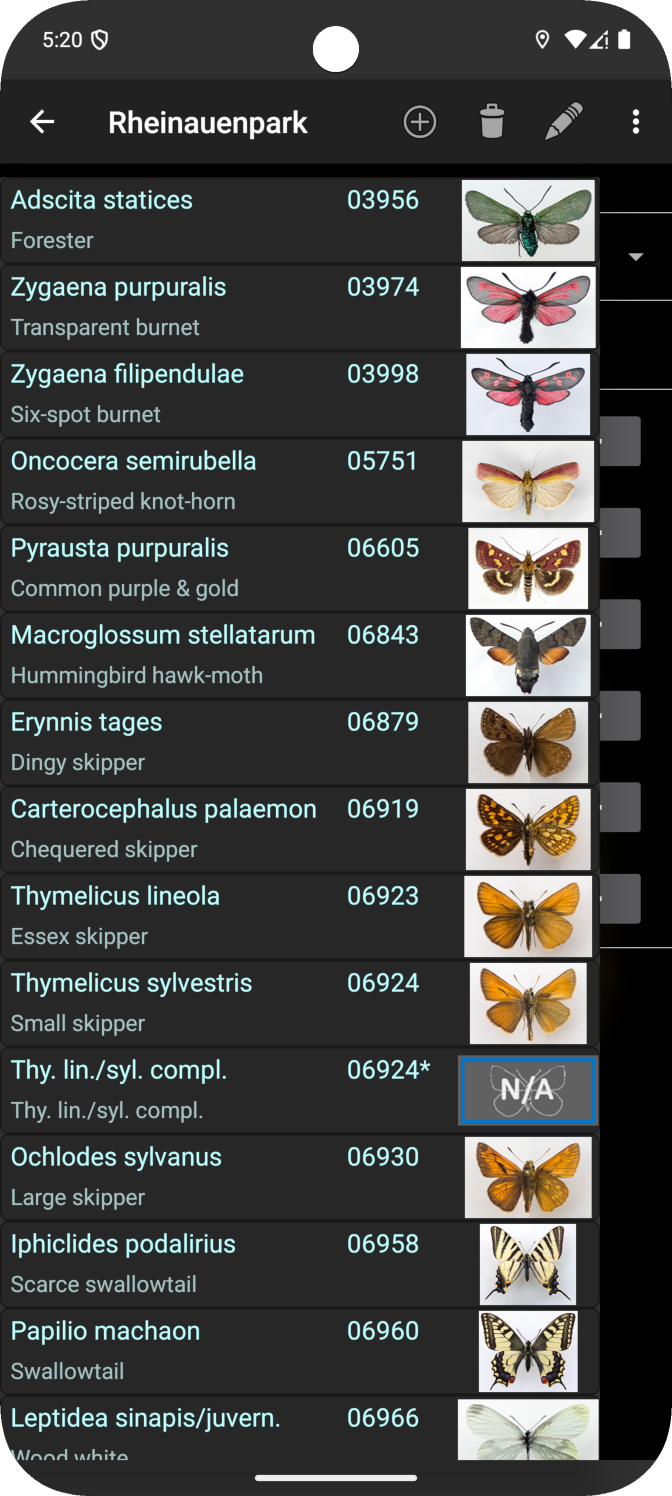 5:20
Rheinauenpark
Adscita statices 03956
Forester
Zygaena purpuralis 03974
Transparent burnet
Zygaena filipendulae 03998
Six-spot burnet
Oncocera semirubella 05751
Rosy-striped knot-horn
Pyrausta purpuralis 06605
Common purple & gold
Macroglossum stellatarum 06843
Hummingbird hawk-moth
Erynnis tages 06879
Dingy skipper
Carterocephalus palaemon 06919
Chequered skipper
Thymelicus lineola 06923
Essex skipper
Thymelicus sylvestris 06924
Small skipper
Thy. lin./syl. compl. 06924*
N/A
Thy. lin./syl. compl.
Ochlodes sylvanus 06930
Large skipper
Iphiclides podalirius 06958
Scarce swallowtail
Papilio machaon 06960
Swallowtail
Leptidea sinapis/juvern. 06966
Wood white